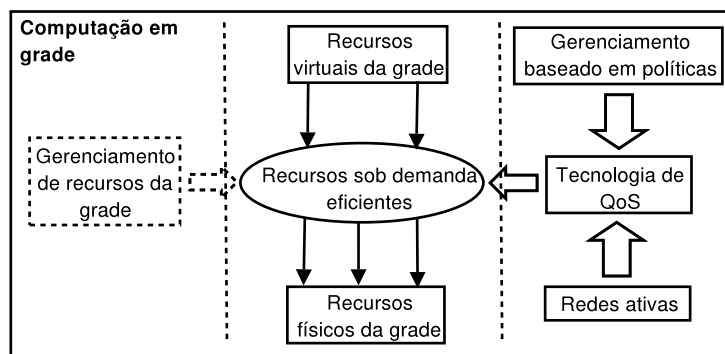 Computação em
grade
Recursos
virtuais da grade
Gerenciamento
baseado em políticas
Gerenciamento
de recursos da
grade
Recursos sob demanda
eficientes
Tecnologia de
QoS
Recursos
físicos da grade
Redes ativas